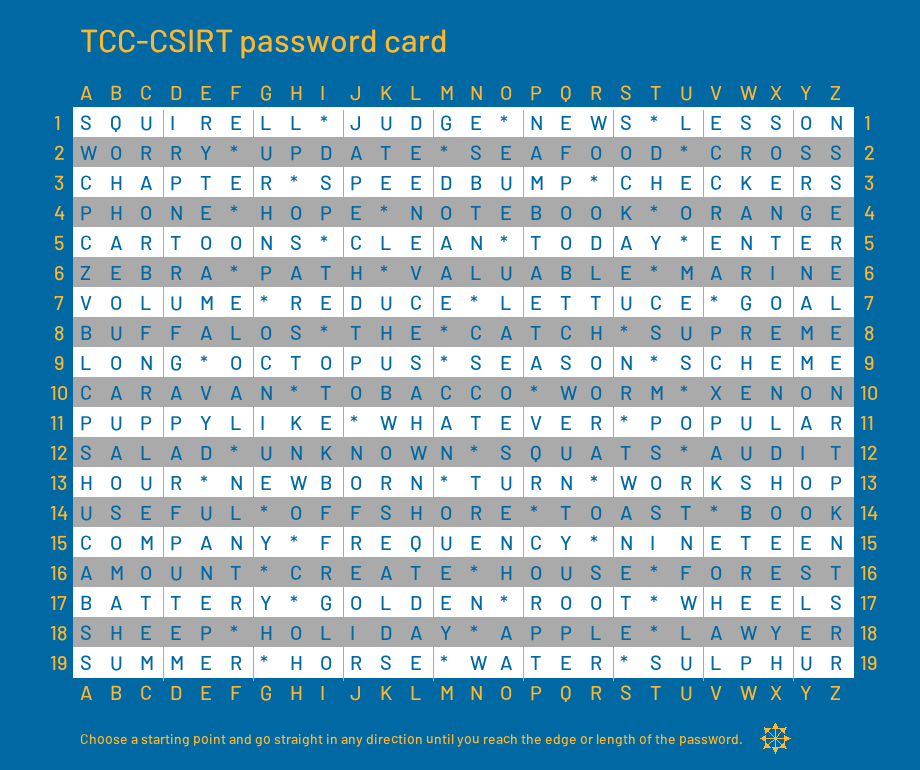 TCC-CSIRT password card
A B C D E F G H I J K L M N O P Q R S T U V W X Y Z
1 S Q U I R E L L * J U D G E * N E W S * L E S S O N 1
2 W O R R Y * U P D A T E * S E A F O O D * C R O S S 2
3 C H A P T E R * S P E E D B U M P * C H E C K E R S 3
4 P H O N E * H O P E * N O T E B O O K * O R A N G E 4
5 C A R T O O N S * C L E A N * T O D A Y * E N T E R 5
6 Z E B R A * P A T H * V A L U A B L E * M A R I N E 6
7 V O L U M E * R E D U C E * L E T T U C E * G O A L 7
8 B U F F A L O S * T H E * C A T C H * S U P R E M E 8
9 L O N G * O C T O P U S * S E A S O N * S C H E M E 9
10 C A R A V A N * T O B A C C O * W O R M * X E N O N 10
11 P U P P Y L I K E * W H A T E V E R * P O P U L A R 11
12 S A L A D * U N K N O W N * S Q U A T S * A U D I T 12
13 H O U R * N E W B O R N * T U R N * W O R K S H O P 13
14 U S E F U L * O F F S H O R E * T O A S T * B O O K 14
15 C O M P A N Y * F R E Q U E N C Y * N I N E T E E N 15
16 A M O U N T * C R E A T E * H O U S E * F O R E S T 16
17 B A T T E R Y * G O L D E N * R O O T * W H E E L S 17
18 S H E E P * H O L I D A Y * A P P L E * L A W Y E R 18
19 S U M M E R * H O R S E * W A T E R * S U L P H U R 19
A B C D E F G H I J K L M N O P Q R S T U V W X Y Z
Choose a starting point and go straight in any direction until you reach the edge or length of the password.